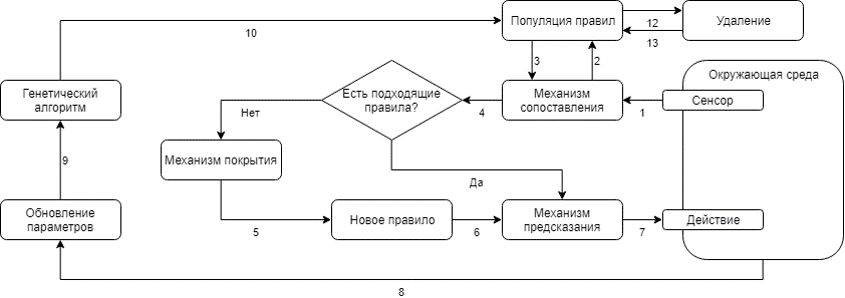 10
Популяция правил
12
Удаление
13
3
2
Окружающая среда
Генетический
алгоритм
Есть подходящие
правила?
Механизм
сопоставления
Сенсор
Нет
4
1
9
Механизм покрытия
Да
Обновление
параметров
5
Новое правило
6
Механизм
предсказания
7
Действие
8